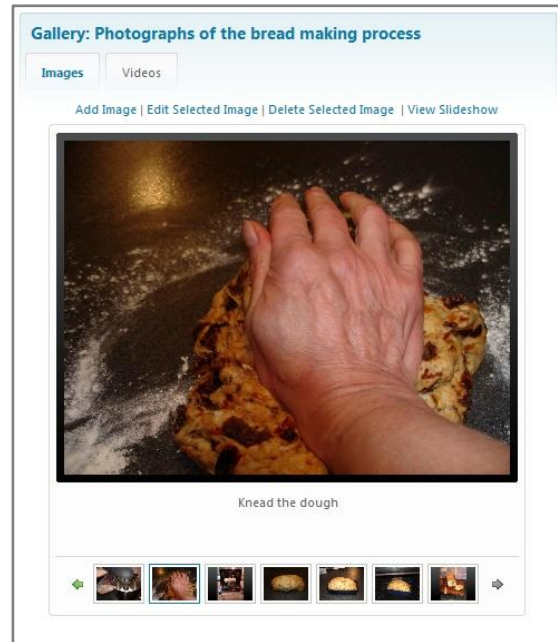 Gallery: Photographs of the bread making process
Images Videos
Add Image | Edit Selected Image | Delete Selected Image | View Slideshow
Knead the dough